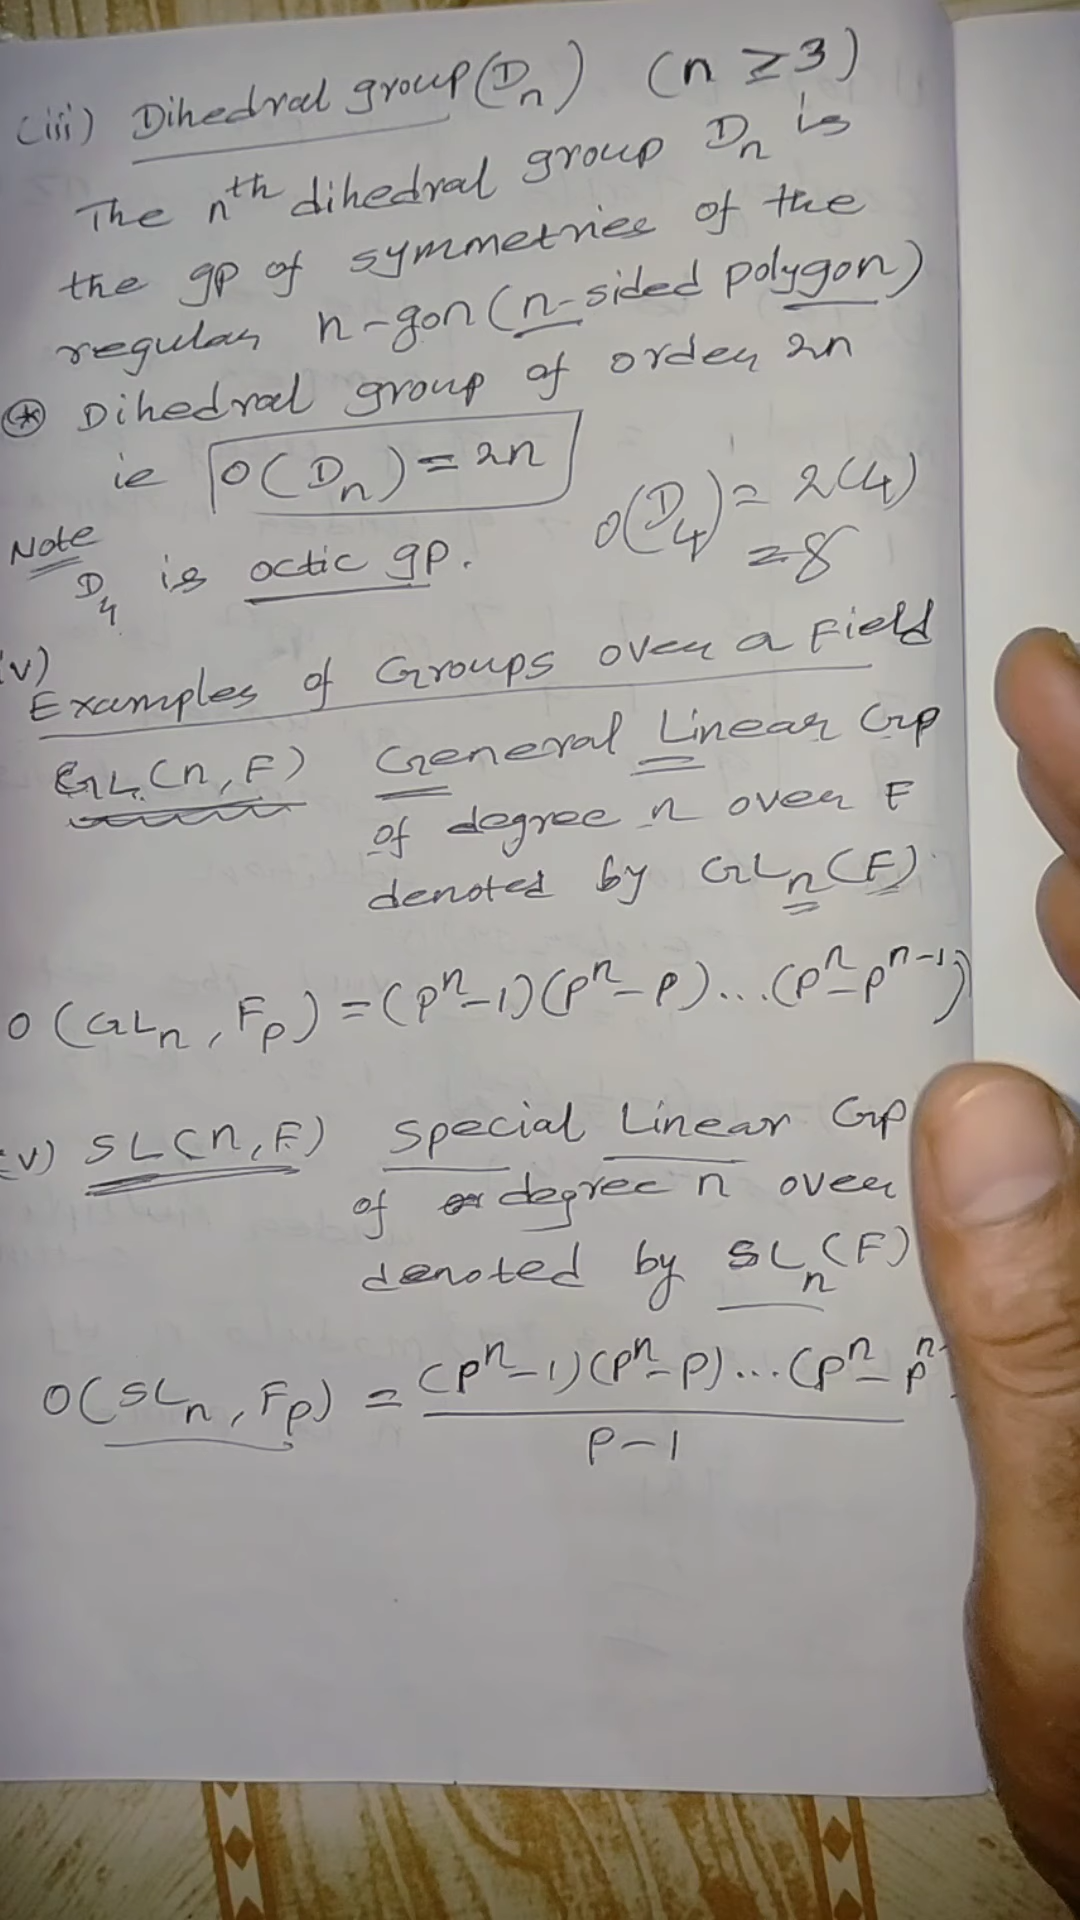 (iii) Dihedral group (Dn) (n ≥3)
The nth dihedral group Dn is
the gp of symmetries of the
regular n-gon (n-sided polygon)
⊛ Dihedral group of order 2n
ie O(Dn) = 2n
O(D4) = 2(4)
= 8
Note
D4 is octic gp.
iv)
Examples of Groups over a Field
GL(n, F) General Linear Gp
of degree n over F
denoted by GLn(F)
O(GLn, Fp) = (p^n-1)(p^n-p)...(p^n-p^n-1)
v) SL(n, F) Special Linear Gp
of degree n over
denoted by SLn(F)
O(SLn, Fp) = (p^n-1)(p^n-p)...(p^n-p^n-
p-1